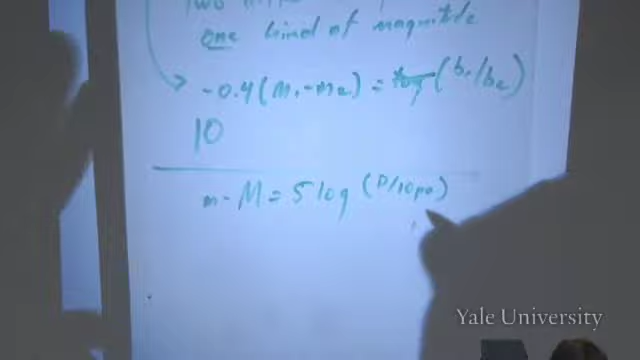 one kind of magnitude
-0.4(m₁-m₂) = log (b₁/b₂)
10
m-M = 5 log (D/10pc)
Yale University